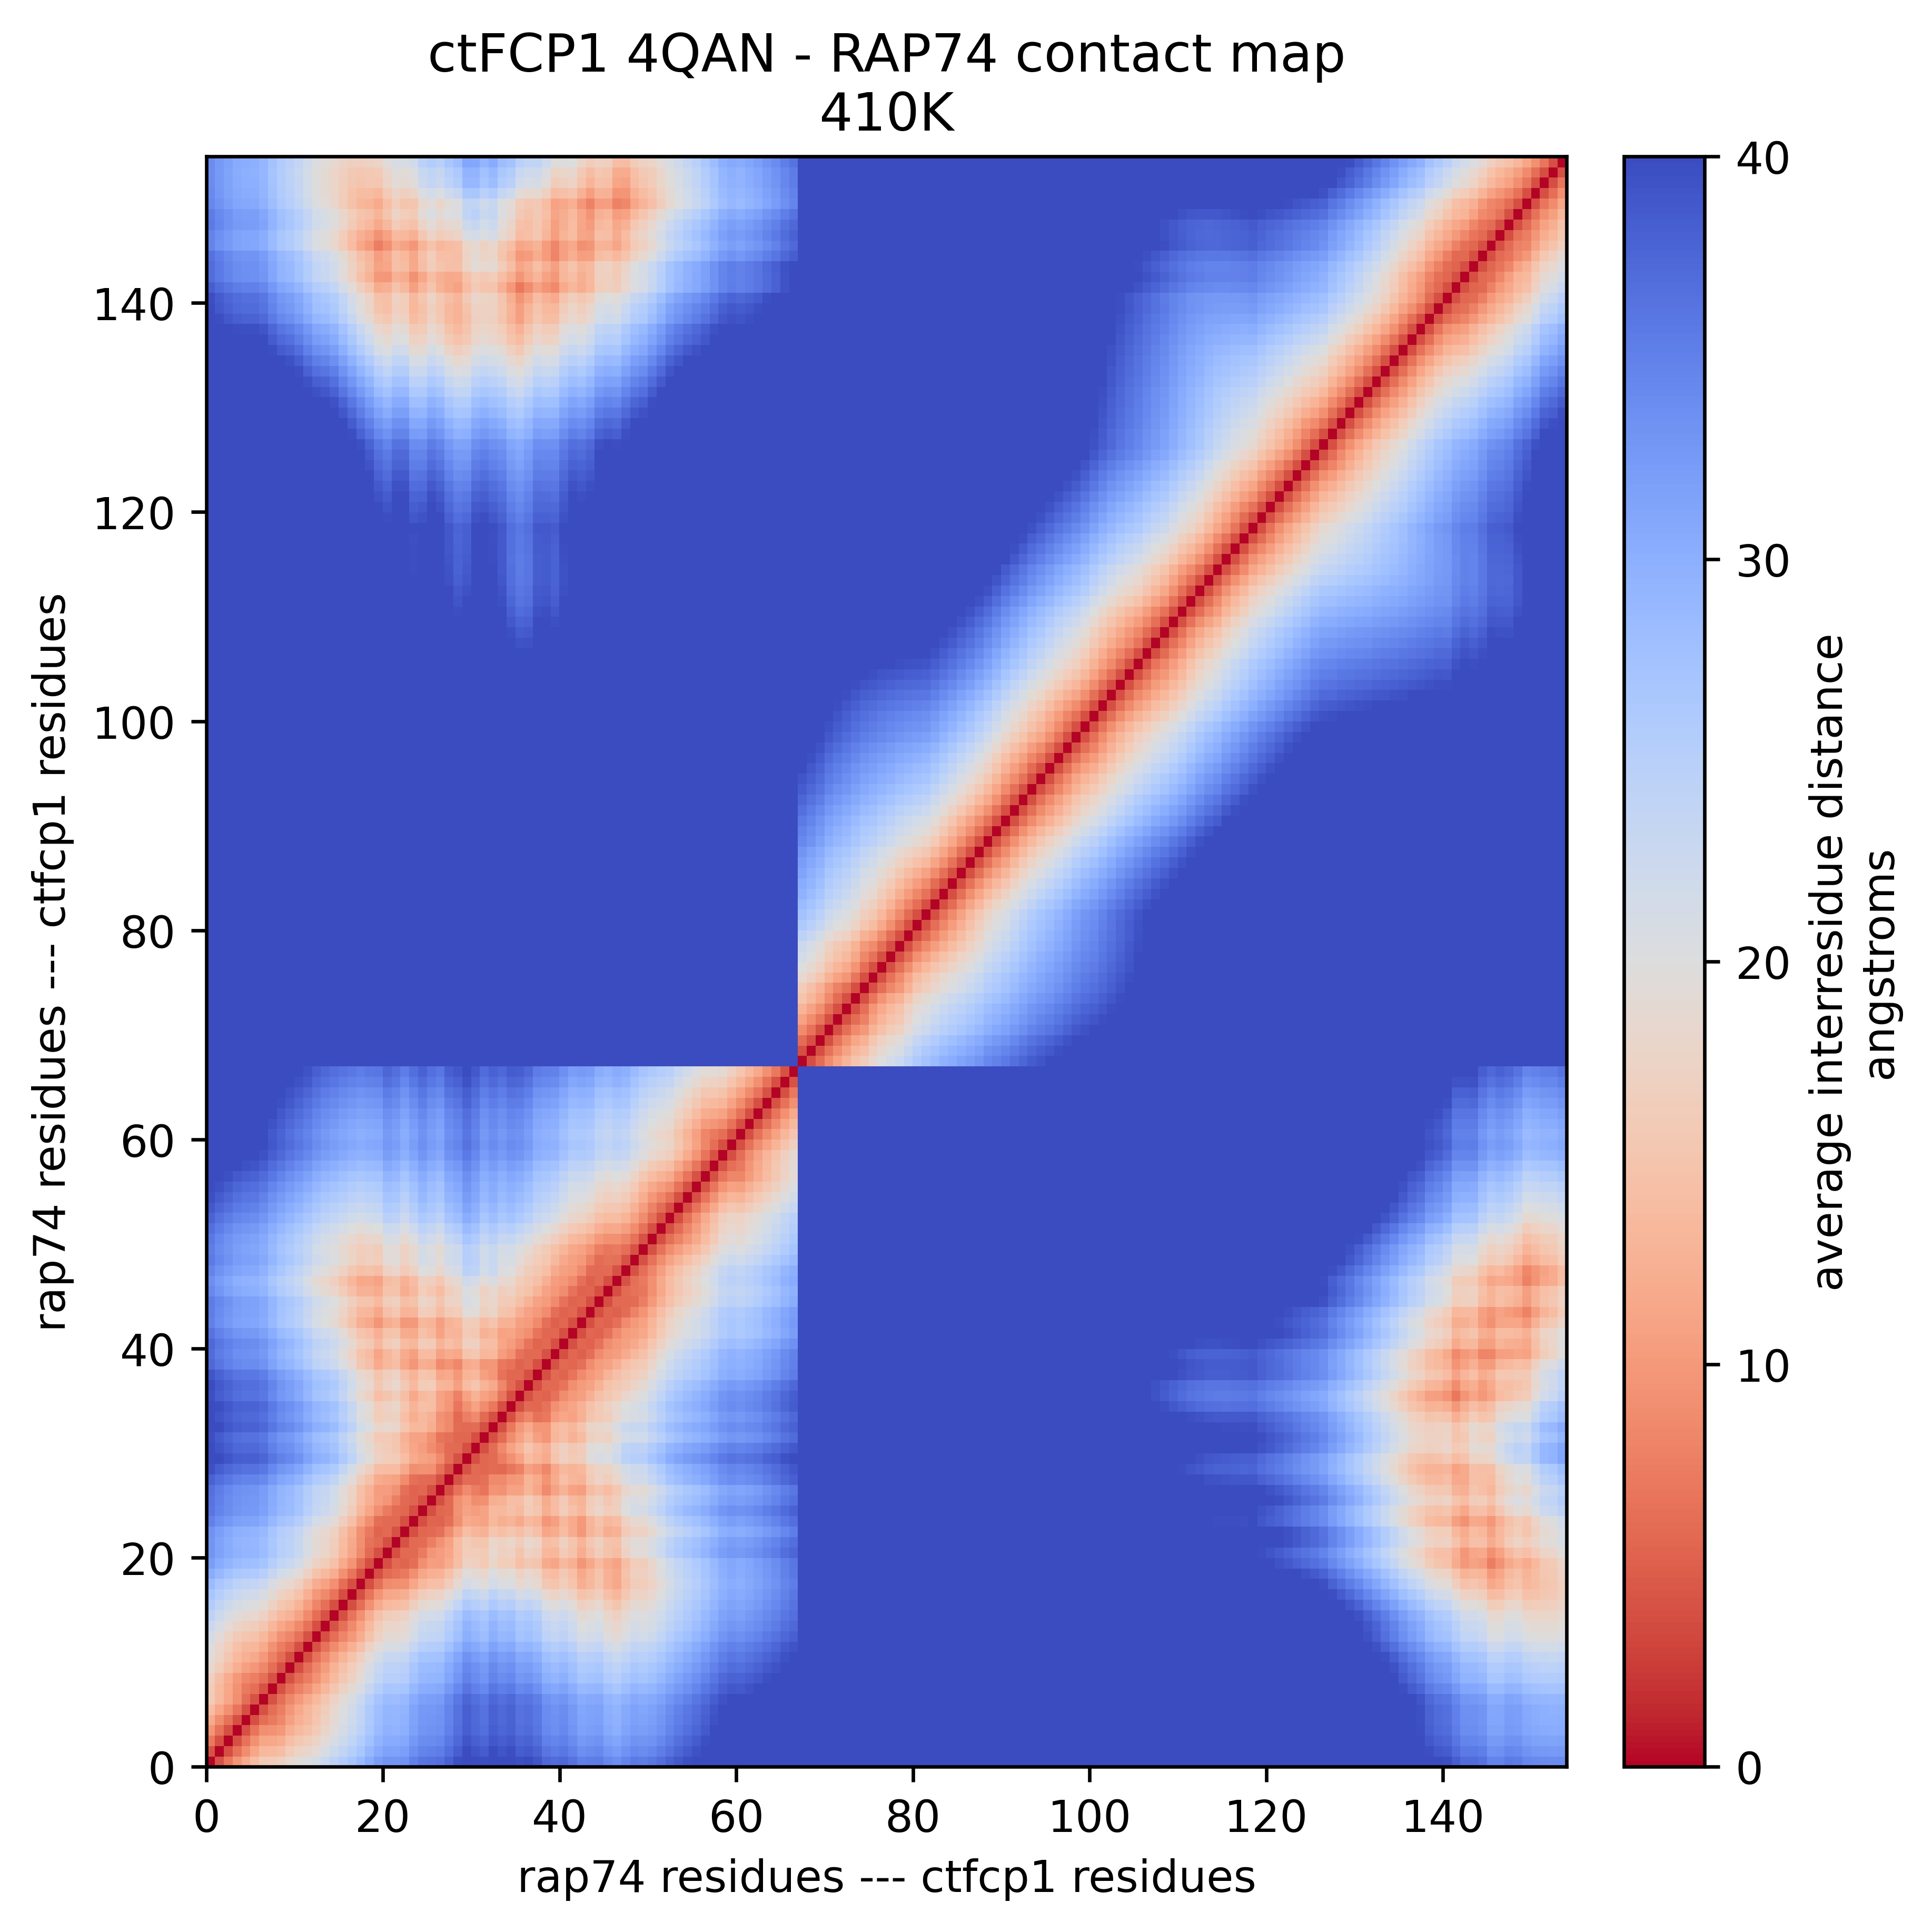 ctFCP1 4QAN - RAP74 contact map
410K
rap74 residues --- ctfcp1 residues
140
120
100
80
60
40
20
0
0 20 40 60 80 100 120 140
rap74 residues --- ctfcp1 residues
40
30
20
10
0
average interresidue distance
angstroms